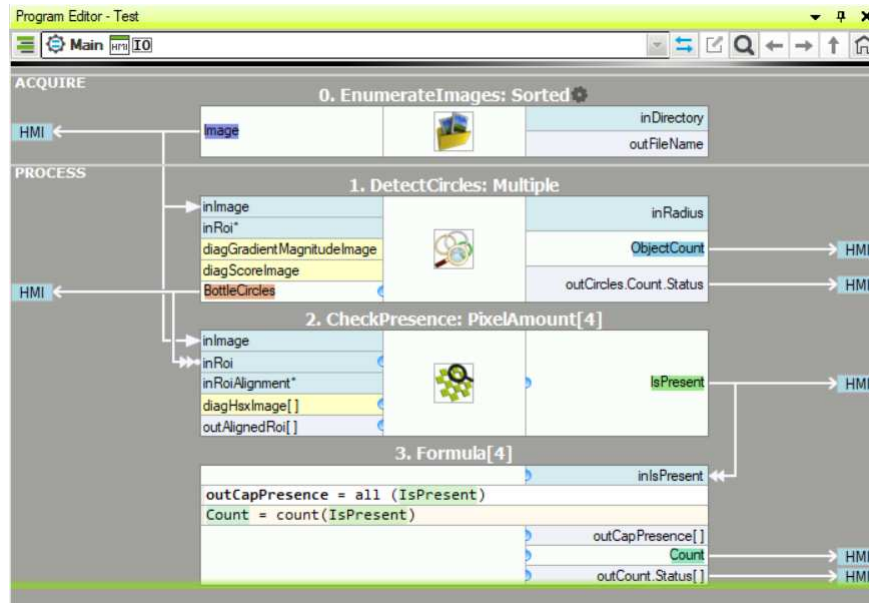 Program Editor - Test
Main HMI IO
ACQUIRE
0. EnumerateImages: Sorted
HMI
Image
inDirectory
outFileName
PROCESS
1. DetectCircles: Multiple
inImage
inRoi*
diagGradientMagnitudeImage
diagScoreImage
BottleCircles
inRadius
ObjectCount
outCircles.Count.Status
HMI
HMI
HMI
2. CheckPresence: PixelAmount[4]
inImage
inRoi
inRoiAlignment*
diagHsxImage[ ]
outAlignedRoi[ ]
IsPresent
HMI
3. Formula[4]
inIsPresent
outCapPresence = all (IsPresent)
Count = count(IsPresent)
outCapPresence[ ]
Count
HMI
outCount.Status[ ]
HMI